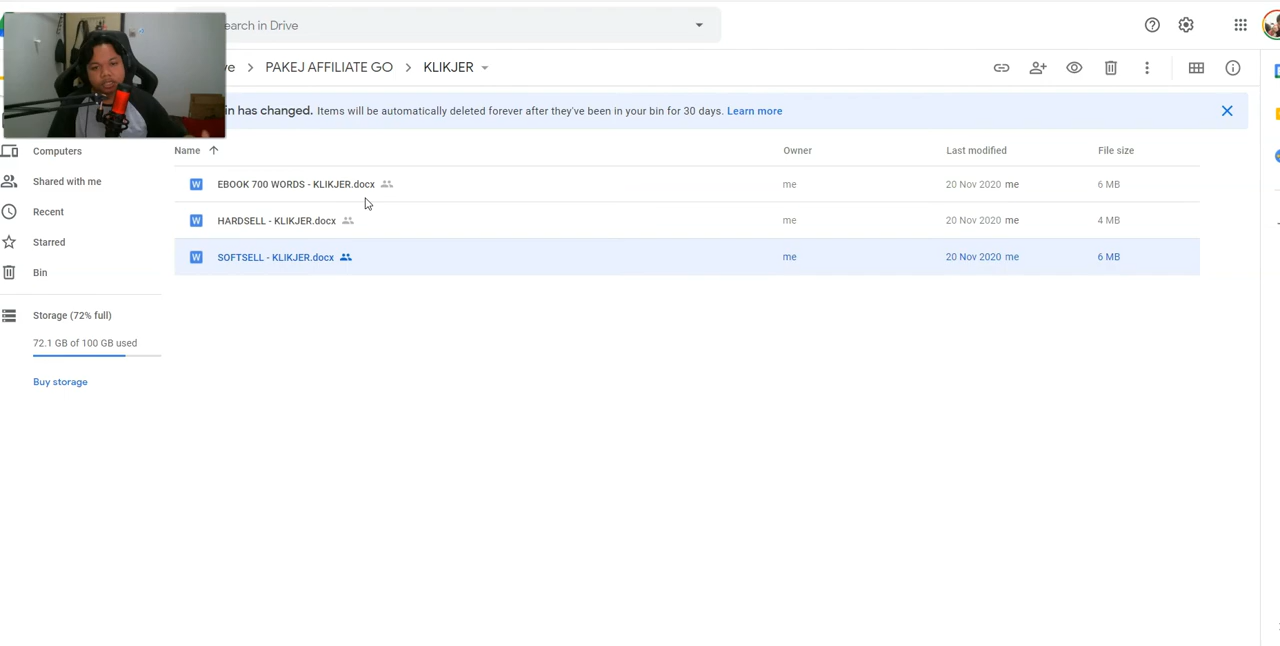 earch in Drive
ve > PAKEJ AFFILIATE GO > KLIKJER
in has changed. Items will be automatically deleted forever after they've been in your bin for 30 days. Learn more
Computers
Shared with me
Recent
Starred
Bin
Storage (72% full)
72.1 GB of 100 GB used
Buy storage
Name Owner Last modified File size
EBOOK 700 WORDS - KLIKJER.docx me 20 Nov 2020 me 6 MB
HARDSELL - KLIKJER.docx me 20 Nov 2020 me 4 MB
SOFTSELL - KLIKJER.docx me 20 Nov 2020 me 6 MB